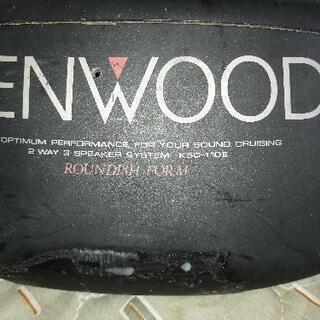 ENWOOD
OPTIMUM PERFORMANCE FOR YOUR SOUND CRUISING
2 WAY 3 SPEAKER SYSTEM KSC-110II
ROUNDISH FORM